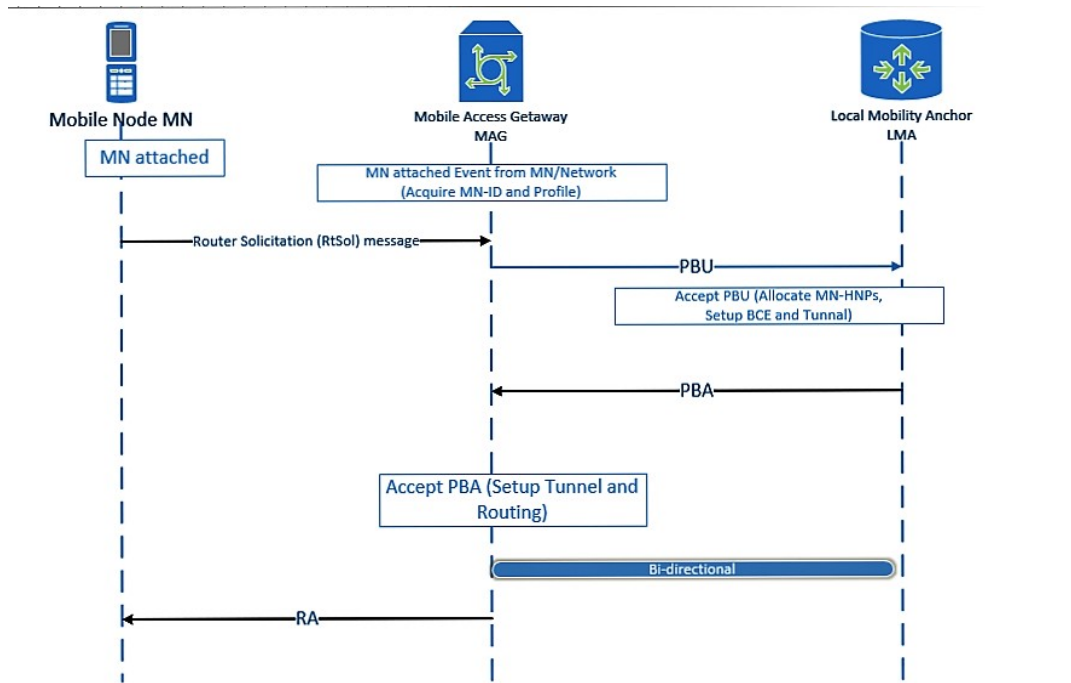 Mobile Node MN
Mobile Access Getaway
MAG
Local Mobility Anchor
LMA
MN attached
MN attached Event from MN/Network
(Acquire MN-ID and Profile)
Router Solicitation (RtSol) message
PBU
Accept PBU (Allocate MN-HNPs,
Setup BCE and Tunnal)
PBA
Accept PBA (Setup Tunnel and
Routing)
Bi-directional
RA